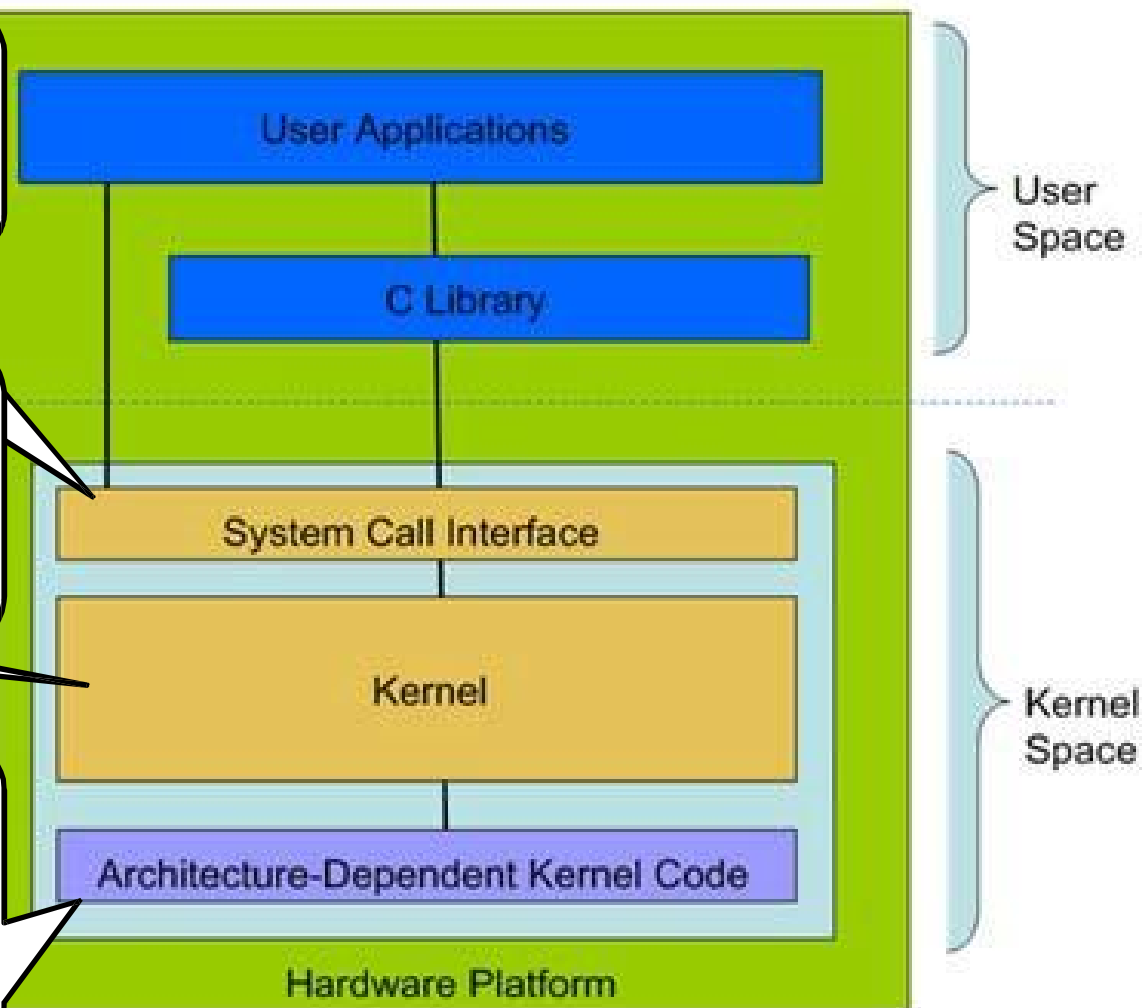 User Applications
User
Space
C Library
System Call Interface
Kernel
Kernel
Space
Architecture-Dependent Kernel Code
Hardware Platform